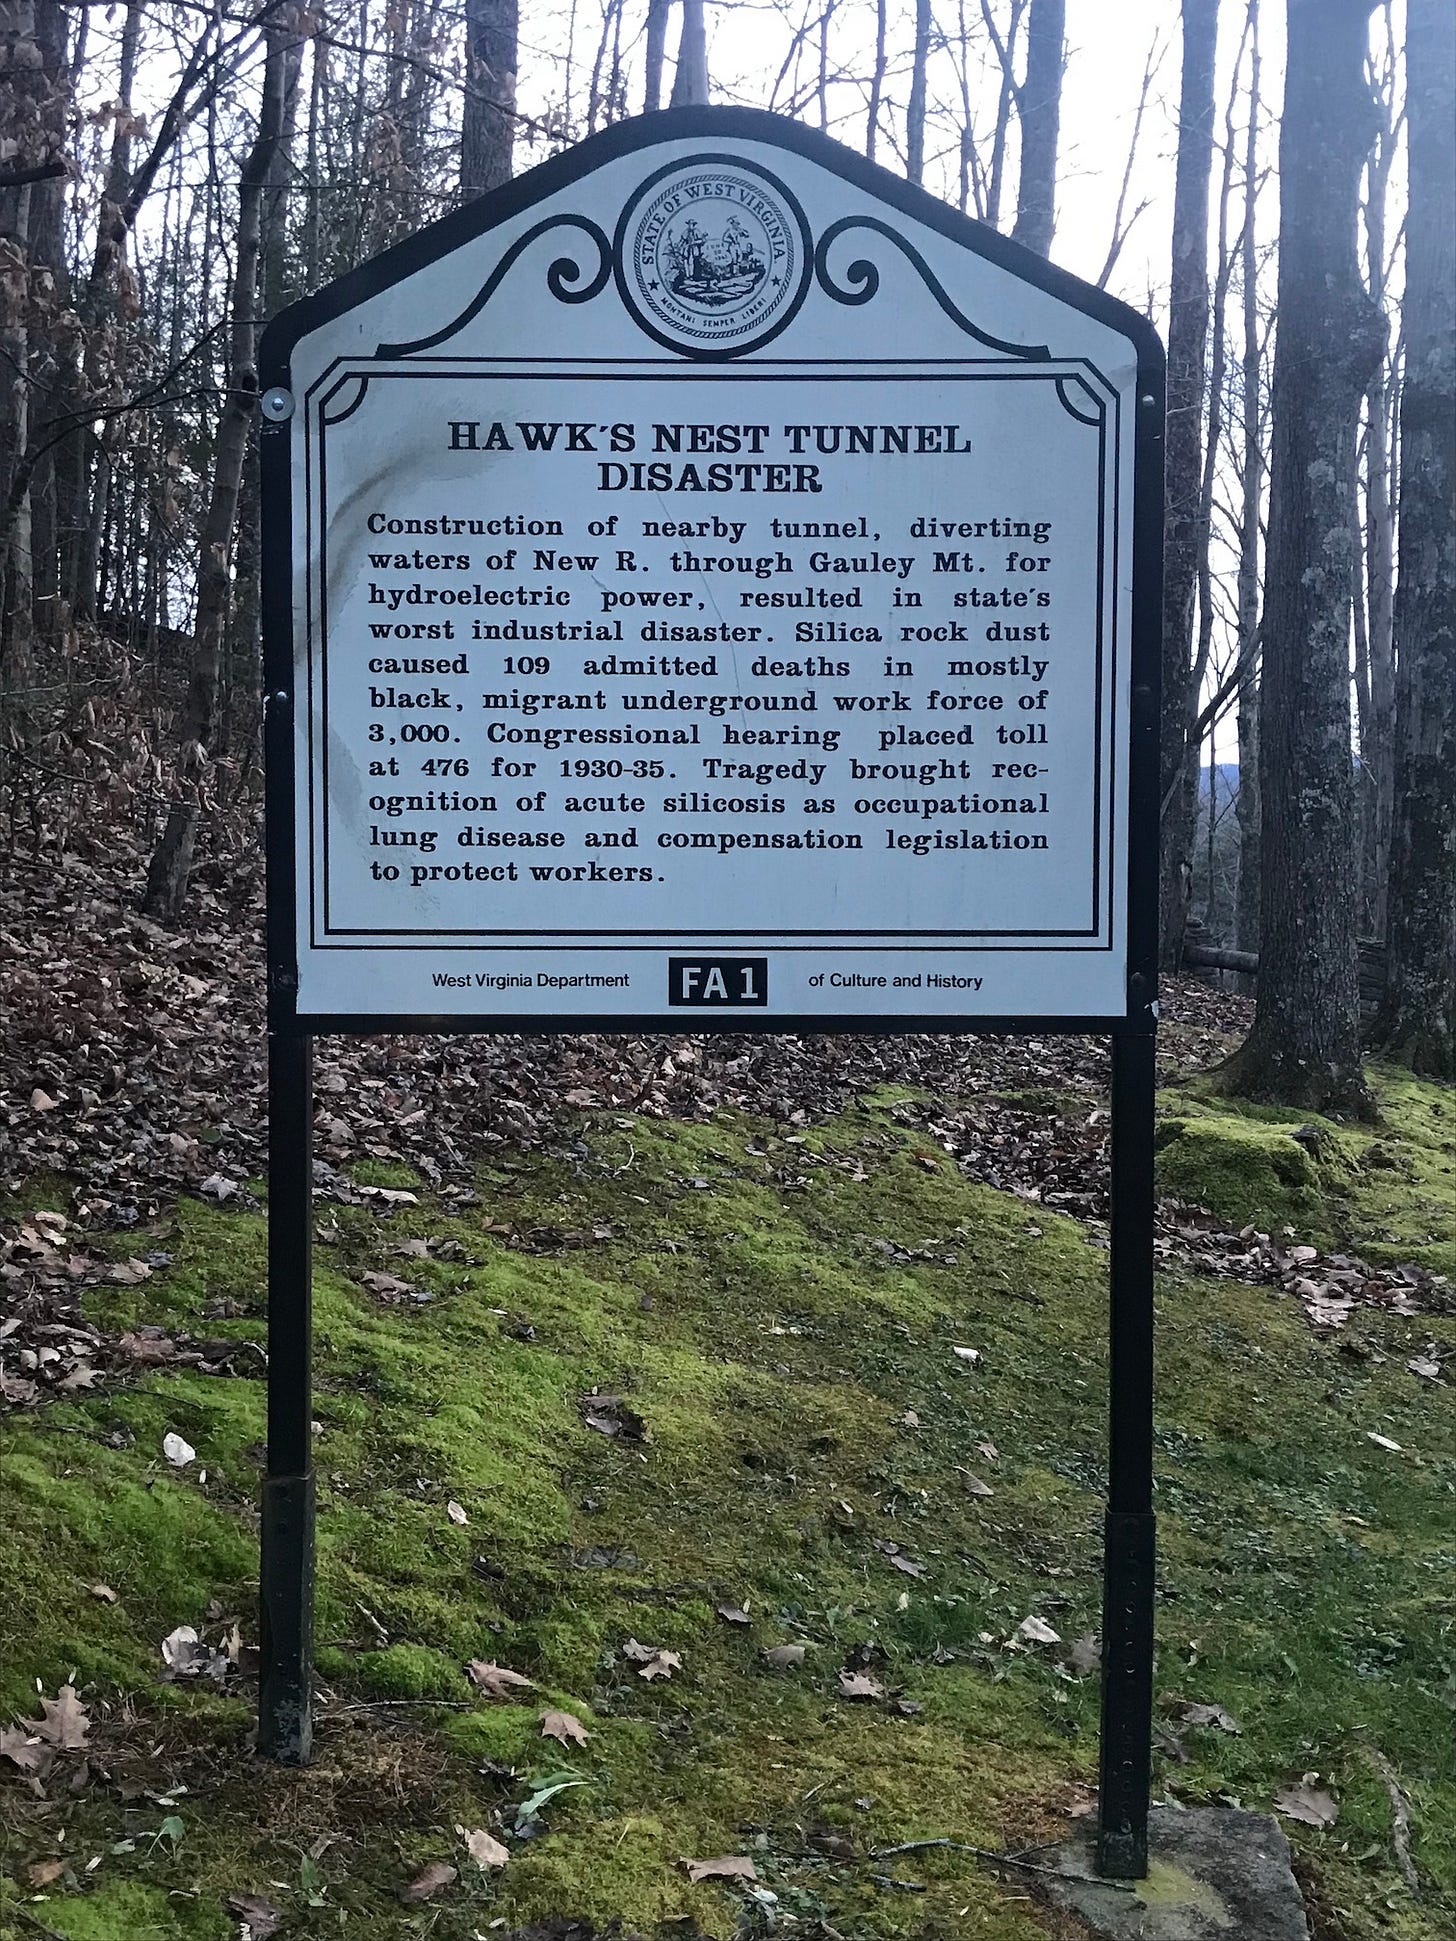 STATE OF WEST VIRGINIA
MONTANI SEMPER LIBERI
HAWK'S NEST TUNNEL
DISASTER
Construction of nearby tunnel, diverting
waters of New R. through Gauley Mt. for
hydroelectric power, resulted in state's
worst industrial disaster. Silica rock dust
caused 109 admitted deaths in mostly
black, migrant underground work force of
3,000. Congressional hearing placed toll
at 476 for 1930-35. Tragedy brought rec-
ognition of acute silicosis as occupational
lung disease and compensation legislation
to protect workers.
West Virginia Department FA 1 of Culture and History